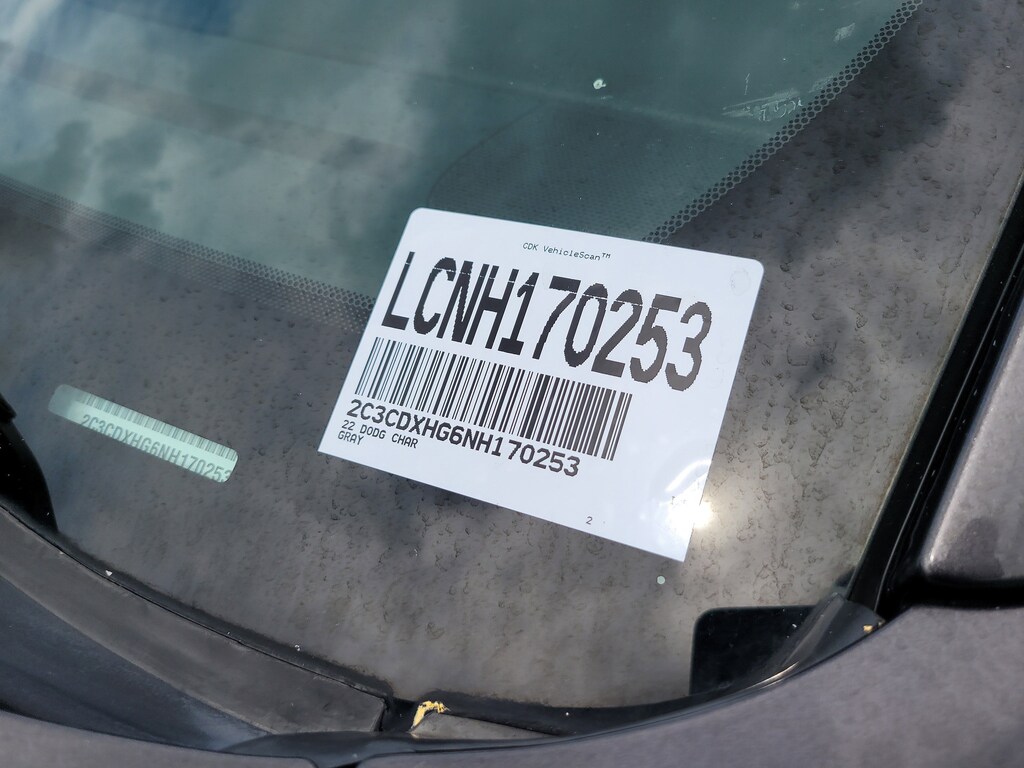 CDK VehicleScan™
LCNH170253
2C3CDXHG6NH170253
22 DODG CHAR
GRAY
2
2C3CDXHG6NH170253